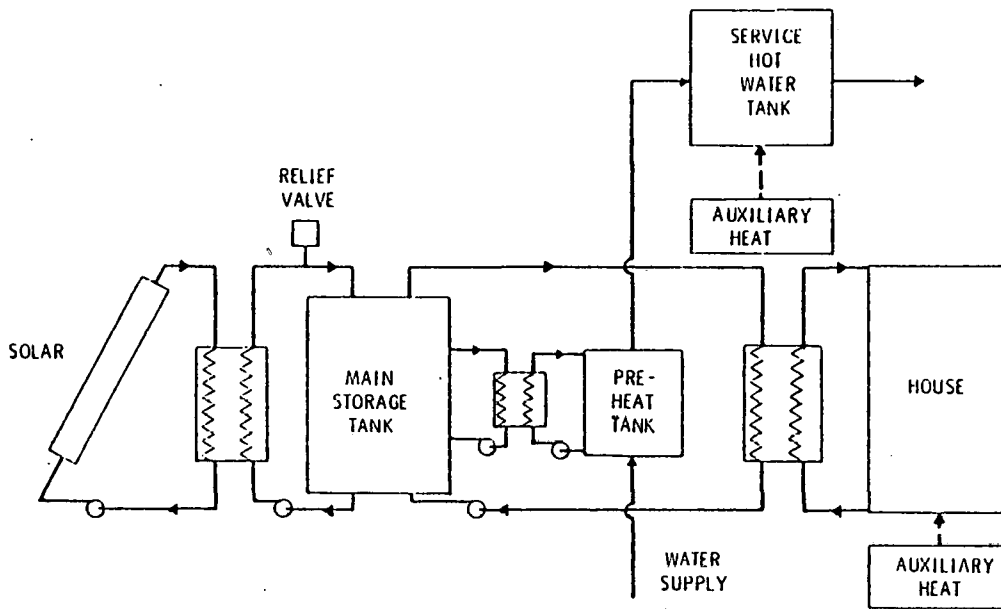 SERVICE
HOT
WATER
TANK
RELIEF
VALVE
AUXILIARY
HEAT
SOLAR
MAIN
STORAGE
TANK
PRE-
HEAT
TANK
HOUSE
WATER
SUPPLY
AUXILIARY
HEAT